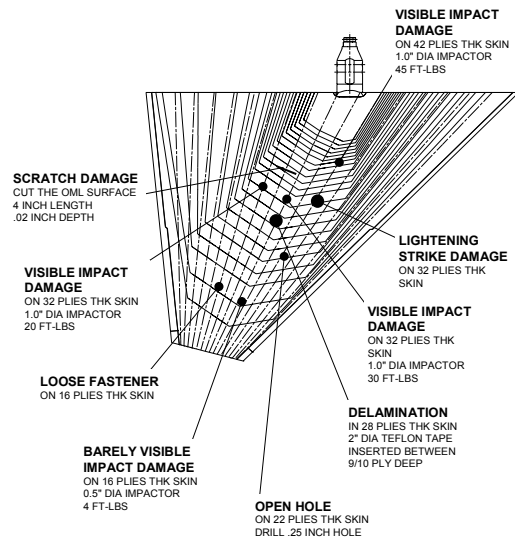 VISIBLE IMPACT
DAMAGE
ON 42 PLIES THK SKIN
1.0" DIA IMPACTOR
45 FT-LBS
SCRATCH DAMAGE
CUT THE OML SURFACE
4 INCH LENGTH
.02 INCH DEPTH
LIGHTENING
STRIKE DAMAGE
ON 32 PLIES THK
SKIN
VISIBLE IMPACT
DAMAGE
ON 32 PLIES THK SKIN
1.0" DIA IMPACTOR
20 FT-LBS
VISIBLE IMPACT
DAMAGE
ON 32 PLIES THK
SKIN
1.0" DIA IMPACTOR
30 FT-LBS
LOOSE FASTENER
ON 16 PLIES THK SKIN
DELAMINATION
IN 28 PLIES THK SKIN
2" DIA TEFLON TAPE
INSERTED BETWEEN
9/10 PLY DEEP
BARELY VISIBLE
IMPACT DAMAGE
ON 16 PLIES THK SKIN
0.5" DIA IMPACTOR
4 FT-LBS
OPEN HOLE
ON 22 PLIES THK SKIN
DRILL .25 INCH HOLE